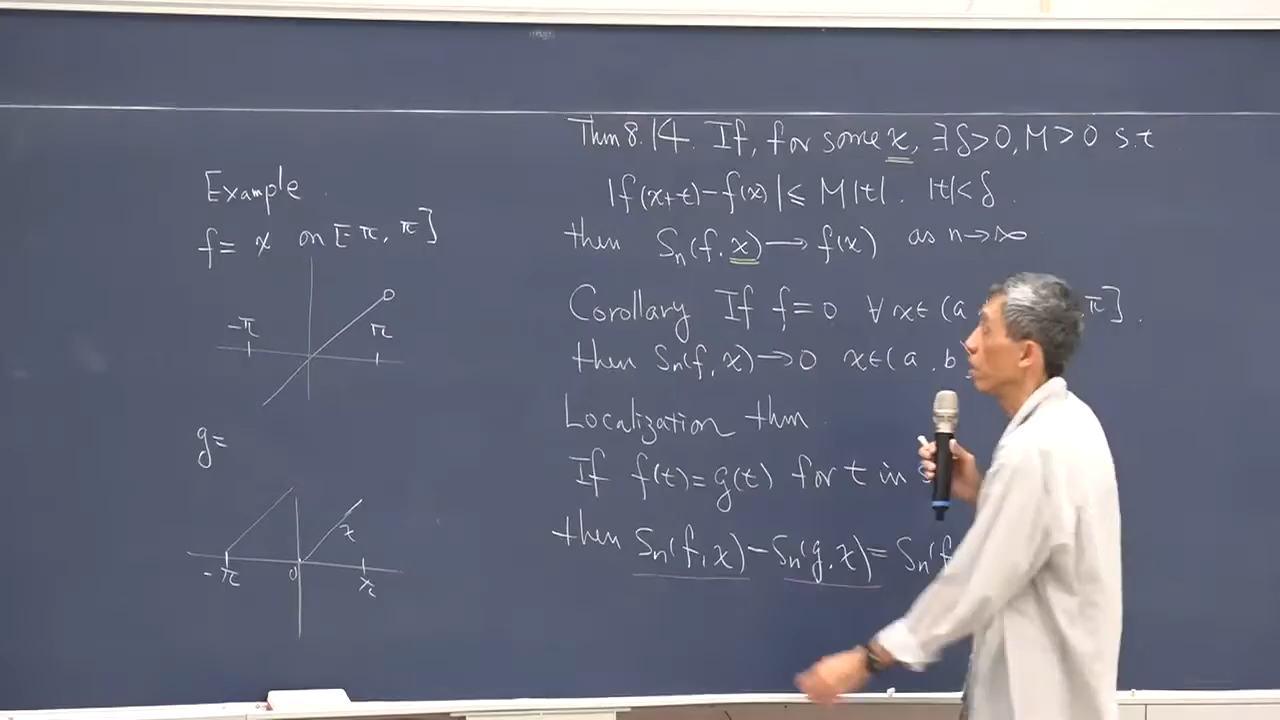 Example
f = x on [-π, π]
-π π
g =
x
-π 0 π
Thm 8.14. If, for some x, ∃ δ>0, M>0 s.t
|f(x+t)-f(x)| ≤ M|t|. |t|<δ.
then Sn(f.x) → f(x) as n→∞
Corollary If f=0 ∀ x∈(a π].
then Sn(f,x)→0 x∈(a.b
Localization thm
If f(t)=g(t) for t in
then Sn(f,x)-Sn(g.x)= Sn(f